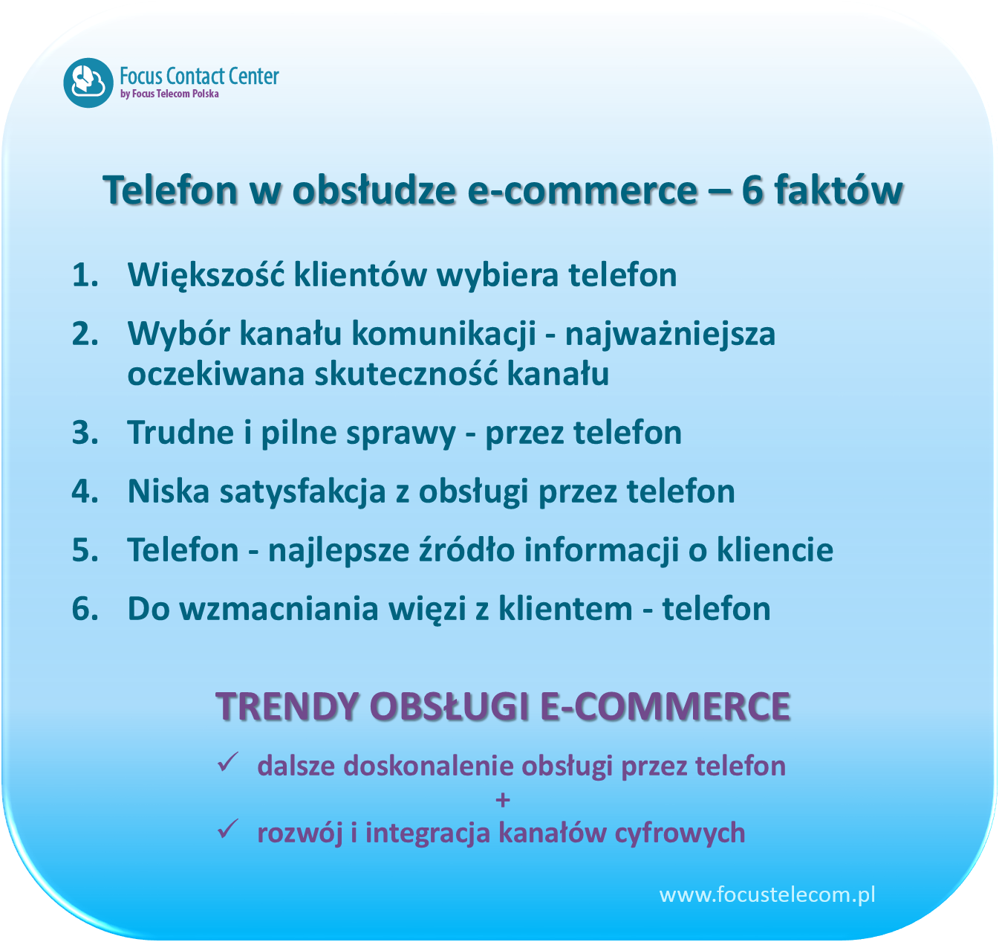 Focus Contact Center
by Focus Telecom Polska
Telefon w obsłudze e-commerce – 6 faktów
1. Większość klientów wybiera telefon
2. Wybór kanału komunikacji - najważniejsza
oczekiwana skuteczność kanału
3. Trudne i pilne sprawy - przez telefon
4. Niska satysfakcja z obsługi przez telefon
5. Telefon - najlepsze źródło informacji o kliencie
6. Do wzmacniania więzi z klientem - telefon
TRENDY OBSŁUGI E-COMMERCE
✓ dalsze doskonalenie obsługi przez telefon
+
✓ rozwój i integracja kanałów cyfrowych
www.focustelecom.pl